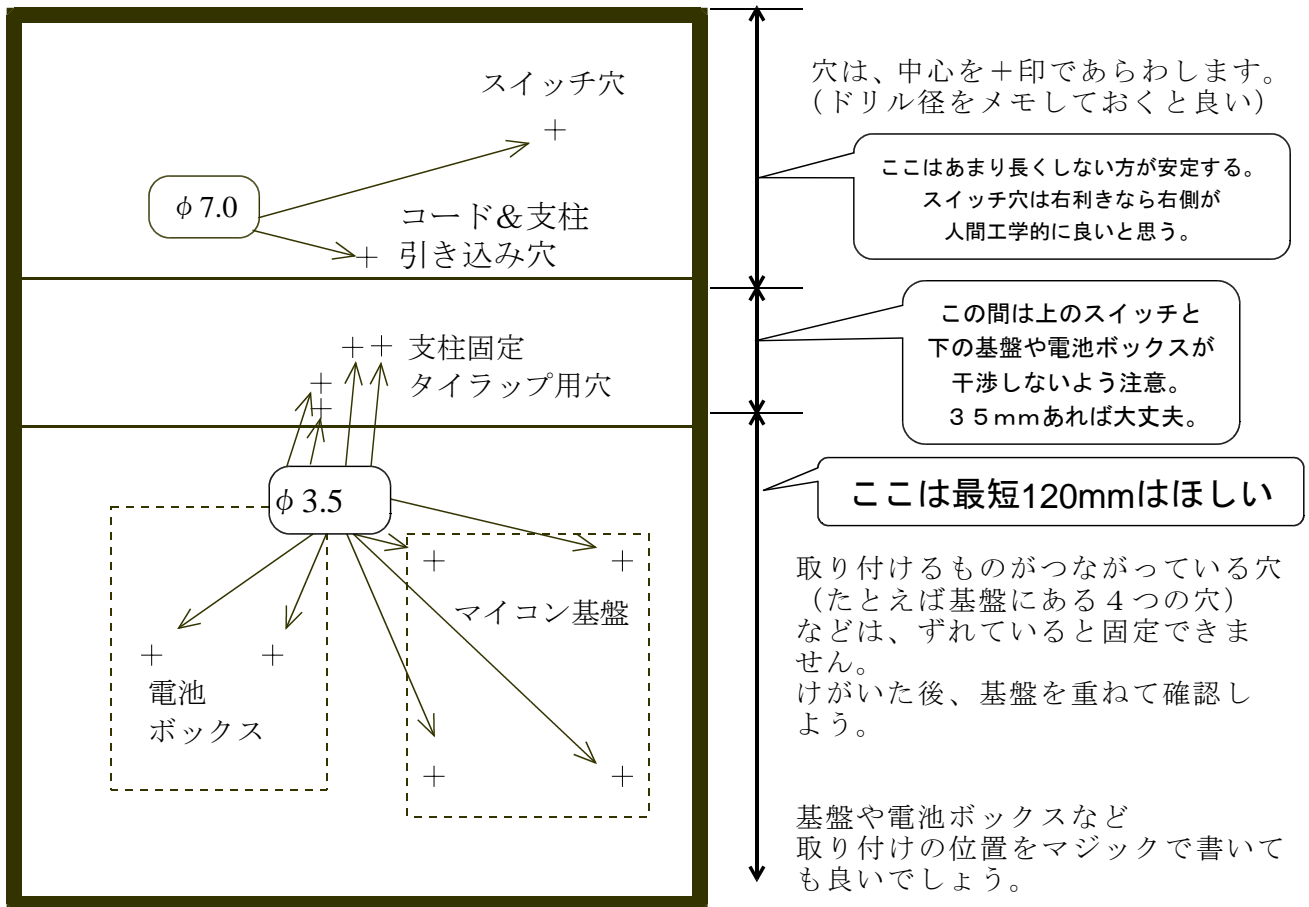 スイッチ穴
φ7.0
コード＆支柱
引き込み穴
支柱固定
タイラップ用穴
φ3.5
マイコン基盤
電池
ボックス
穴は、中心を＋印であらわします。
（ドリル径をメモしておくと良い）
ここはあまり長くしない方が安定する。
スイッチ穴は右利きなら右側が
人間工学的に良いと思う。
この間は上のスイッチと
下の基盤や電池ボックスが
干渉しないよう注意。
３５ｍｍあれば大丈夫。
ここは最短120mmはほしい
取り付けるものがつながっている穴
（たとえば基盤にある４つの穴）
などは、ずれていると固定できま
せん。
けがいた後、基盤を重ねて確認し
よう。
基盤や電池ボックスなど
取り付けの位置をマジックで書いて
も良いでしょう。